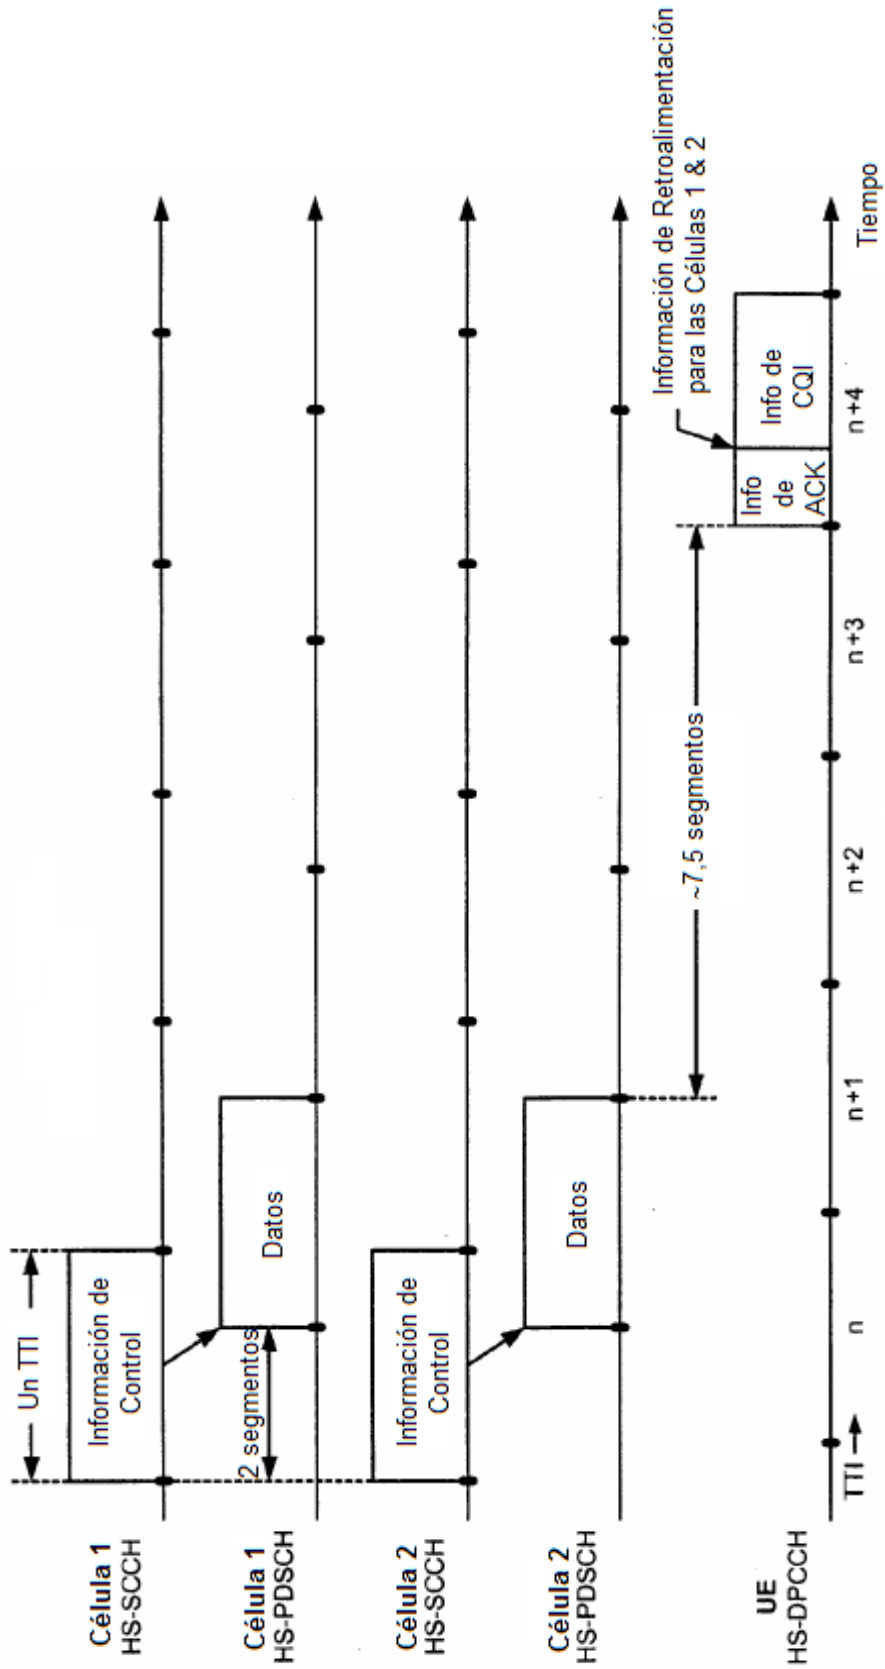 Un TTI
Célula 1
HS-SCCH
Información de
Control
Célula 1
HS-PDSCH
2 segmentos
Datos
Célula 2
HS-SCCH
Información de
Control
Célula 2
HS-PDSCH
Datos
~7,5 segmentos
Información de Retroalimentación
para las Células 1 & 2
UE
HS-DPCCH
Info
de
ACK
Info de
CQI
TTI
n
n+1
n+2
n+3
n+4
Tiempo